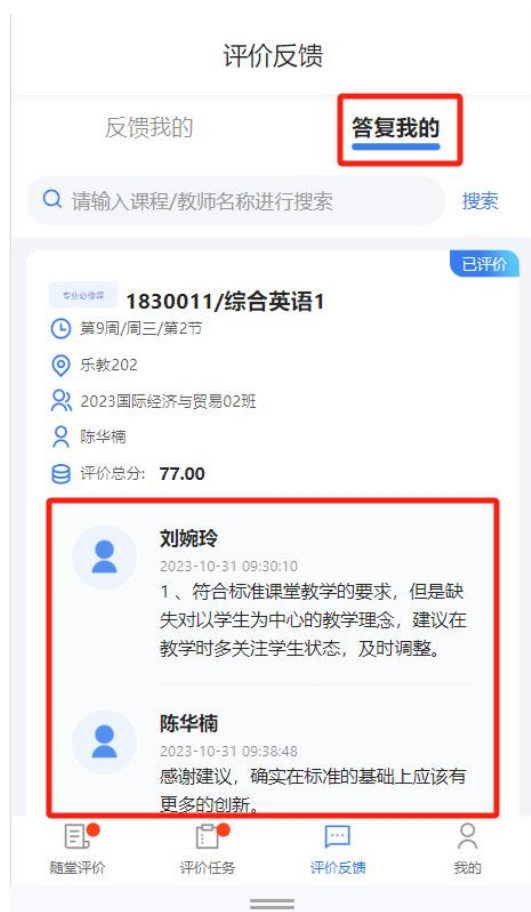 评价反馈
反馈我的
答复我的
请输入课程/教师名称进行搜索
搜索
已评价
专业必修课 1830011/综合英语1
第9周/周三/第2节
乐教202
2023国际经济与贸易02班
陈华楠
评价总分: 77.00
刘婉玲
2023-10-31 09:30:10
1 、符合标准课堂教学的要求，但是缺
失对以学生为中心的教学理念，建议在
教学时多关注学生状态，及时调整。
陈华楠
2023-10-31 09:38:48
感谢建议，确实在标准的基础上应该有
更多的创新。
随堂评价
评价任务
评价反馈
我的